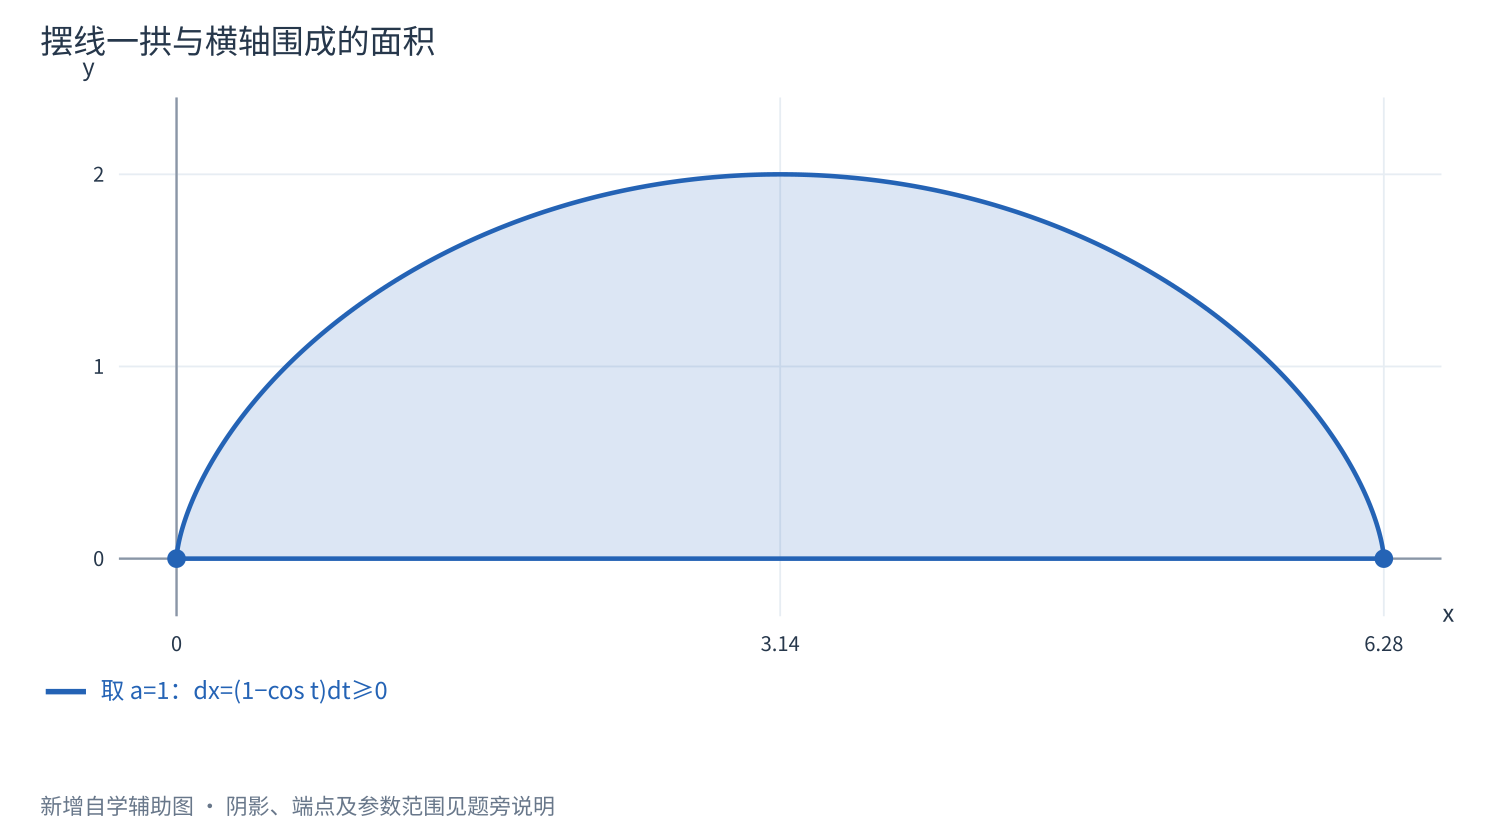 摆线一拱与横轴围成的面积
y
2
1
0
x
0
3.14
6.28
取 a=1：dx=(1−cos t)dt⩾0
新增自学辅助图 · 阴影、端点及参数范围见题旁说明